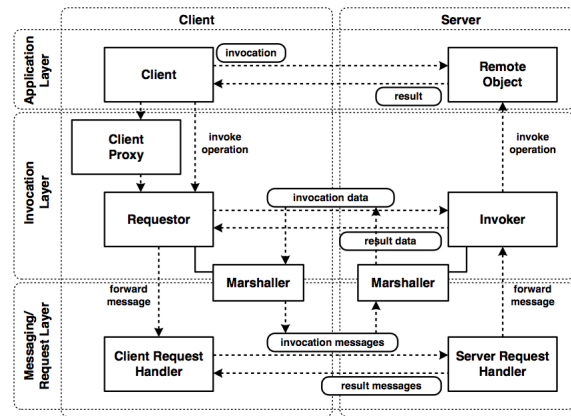 Client
Server
Application
Layer
Client
invocation
result
Remote
Object
Invocation
Layer
Client
Proxy
invoke
operation
invoke
operation
Requestor
invocation data
result data
Invoker
Marshaller
Marshaller
Messaging/
Request Layer
forward
message
forward
message
invocation messages
Client Request
Handler
result messages
Server Request
Handler